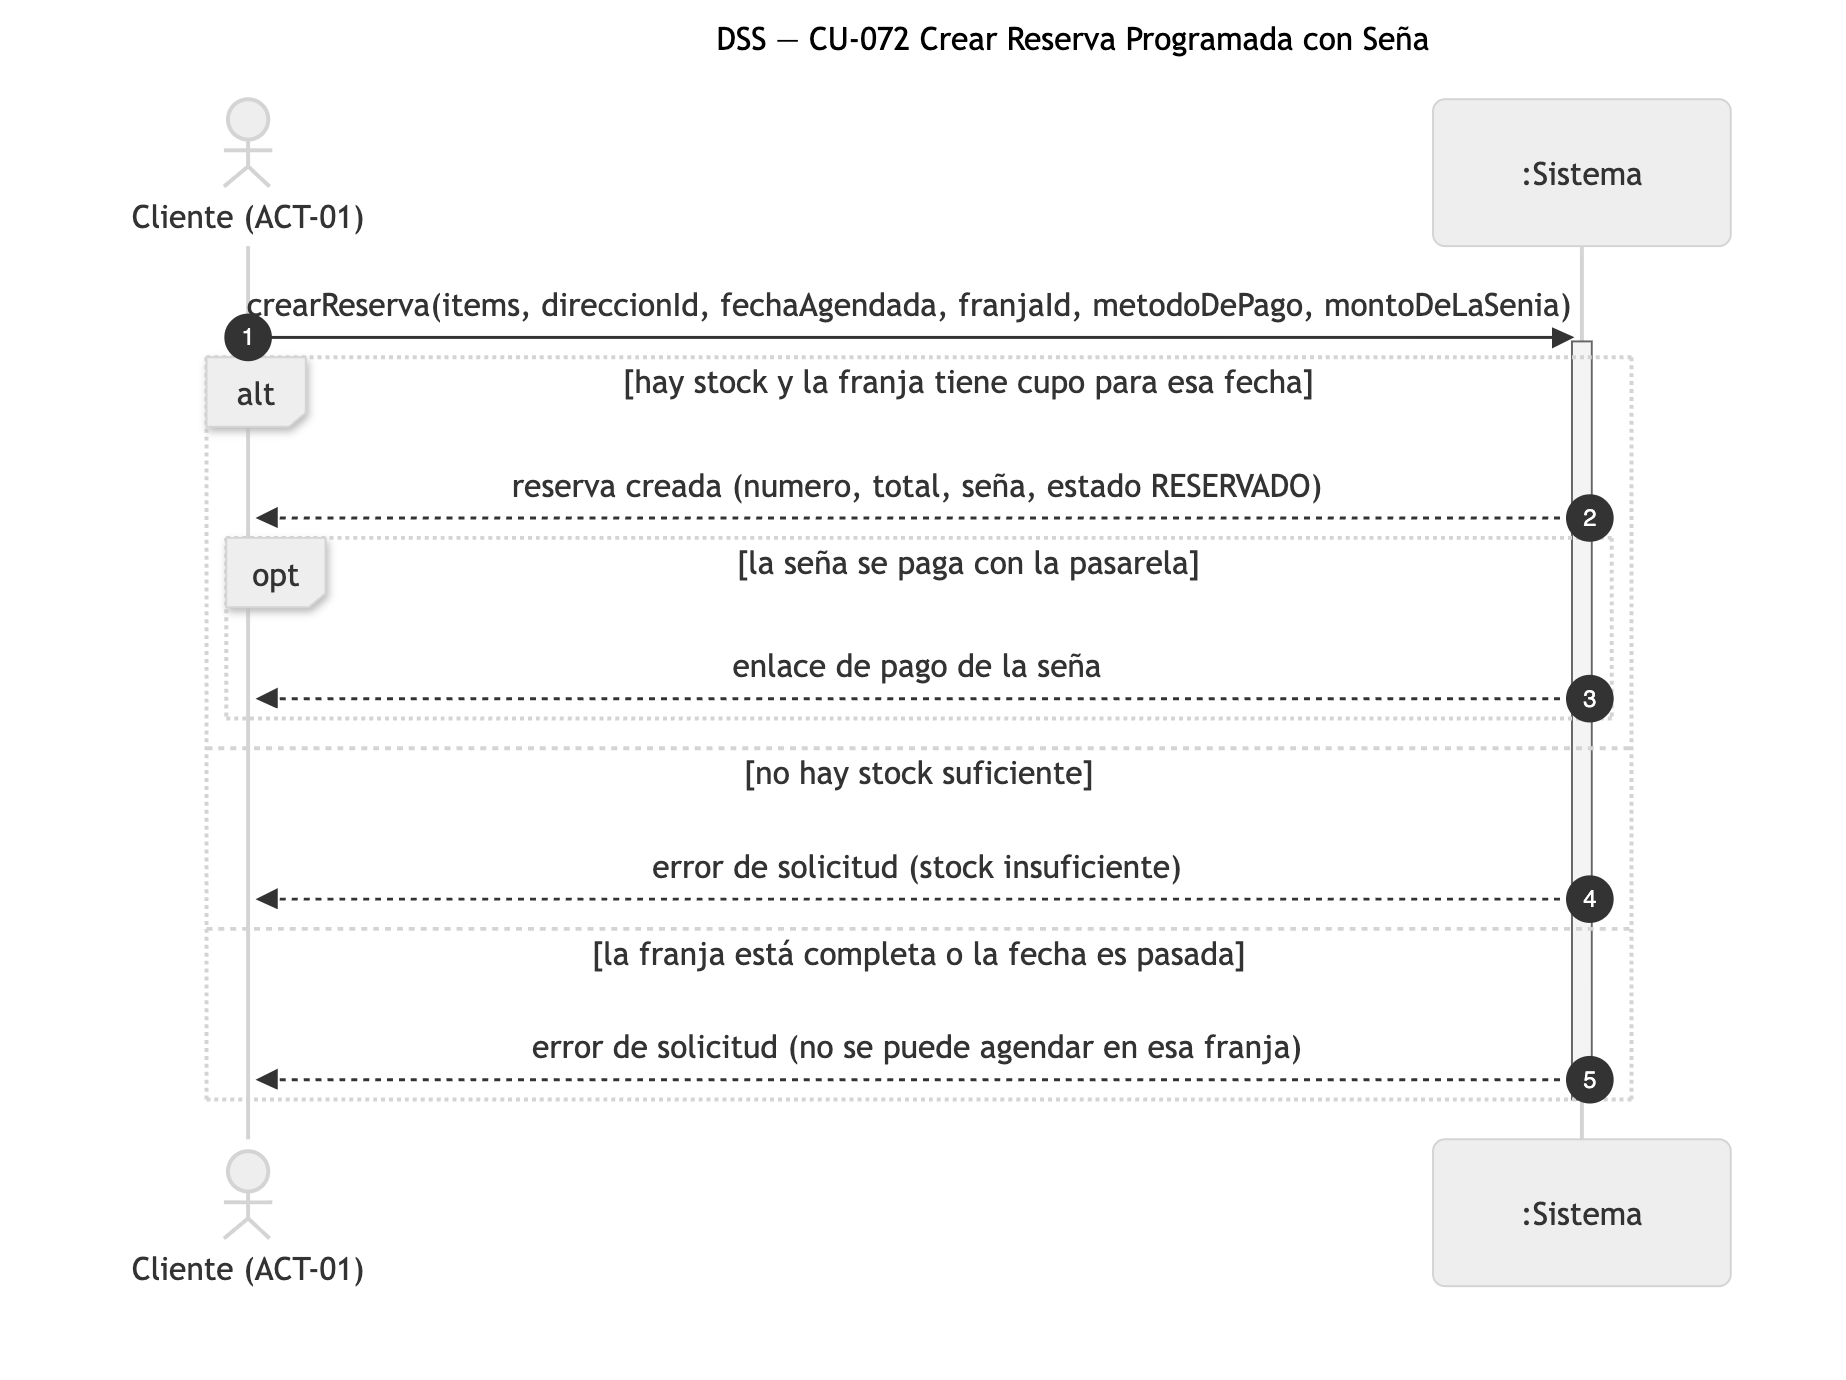 DSS — CU-072 Crear Reserva Programada con Seña
Cliente (ACT-01)
:Sistema
crearReserva(items, direccionId, fechaAgendada, franjaId, metodoDePago, montoDeLaSenia)
1
alt
[hay stock y la franja tiene cupo para esa fecha]
reserva creada (numero, total, seña, estado RESERVADO)
2
opt
[la seña se paga con la pasarela]
enlace de pago de la seña
3
[no hay stock suficiente]
error de solicitud (stock insuficiente)
4
[la franja está completa o la fecha es pasada]
error de solicitud (no se puede agendar en esa franja)
5
Cliente (ACT-01)
:Sistema